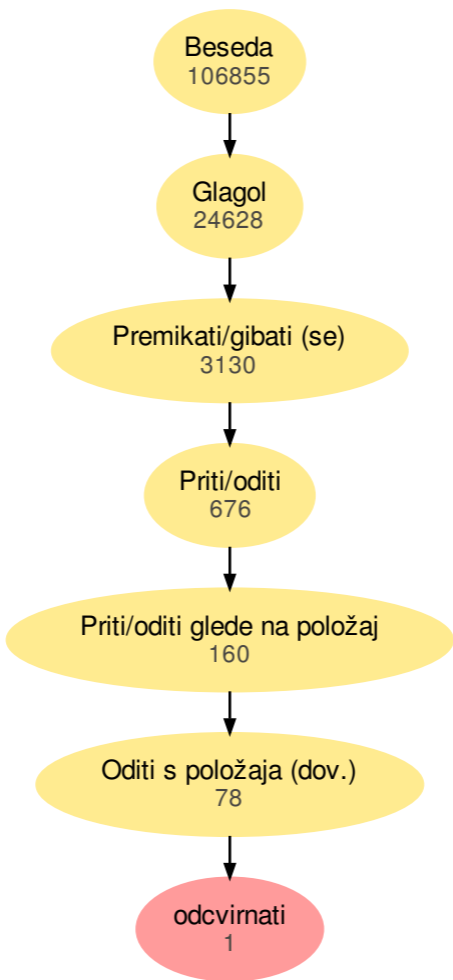 Beseda
106855
Glagol
24628
Premikati/gibati (se)
3130
Priti/oditi
676
Priti/oditi glede na položaj
160
Oditi s položaja (dov.)
78
odcvirnati
1